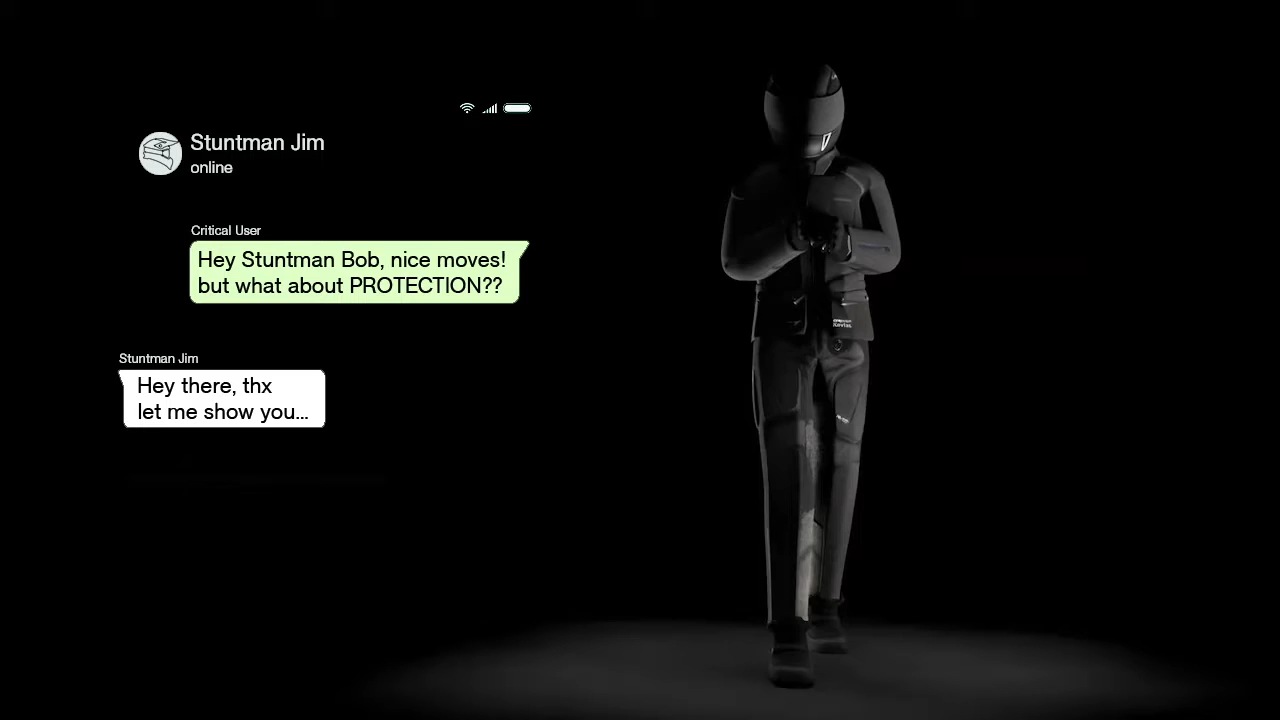 Stuntman Jim
online
Critical User
Hey Stuntman Bob, nice moves!
but what about PROTECTION??
Stuntman Jim
Hey there, thx
let me show you...